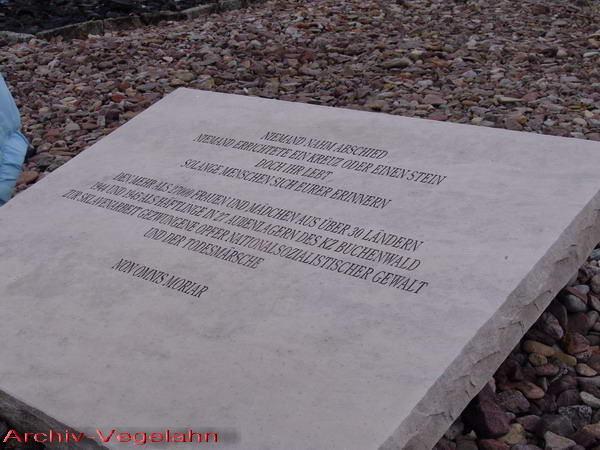 NIEMAND NAHM ABSCHIED
NIEMAND ERRICHTETE EIN KREUZ ODER EINEN STEIN
DOCH IHR LEBT
SOLANGE MENSCHEN SICH EURER ERINNERN
DEN MEHR ALS 27000 FRAUEN UND MÄDCHEN AUS ÜBER 30 LÄNDERN
1944 UND 1945 ALS HÄFTLINGE IN 27 AUßENLAGERN DES KZ BUCHENWALD
ZUR SKLAVENARBEIT GEZWUNGENE OPFER NATIONALSOZIALISTISCHER GEWALT
UND DER TODESMÄRSCHE
NON OMNIS MORIAR
Archiv-Vegelahn